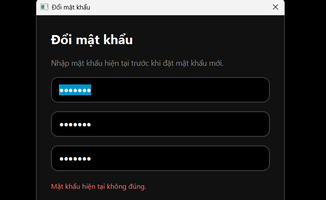 Đổi mật khẩu
Đổi mật khẩu
Nhập mật khẩu hiện tại trước khi đặt mật khẩu mới.
●●●●●●●
●●●●●●●
●●●●●●●
Mật khẩu hiện tại không đúng.